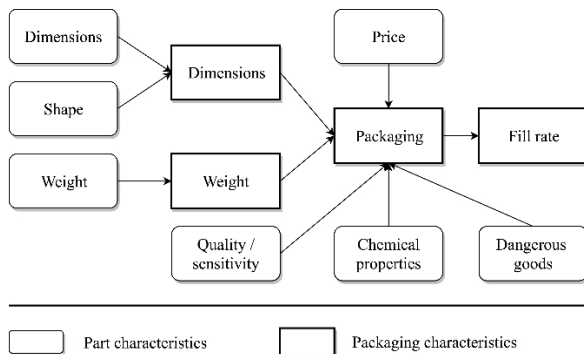 Dimensions
Price
Dimensions
Shape
Packaging
Fill rate
Weight
Weight
Quality /
sensitivity
Chemical
properties
Dangerous
goods
Part characteristics
Packaging characteristics